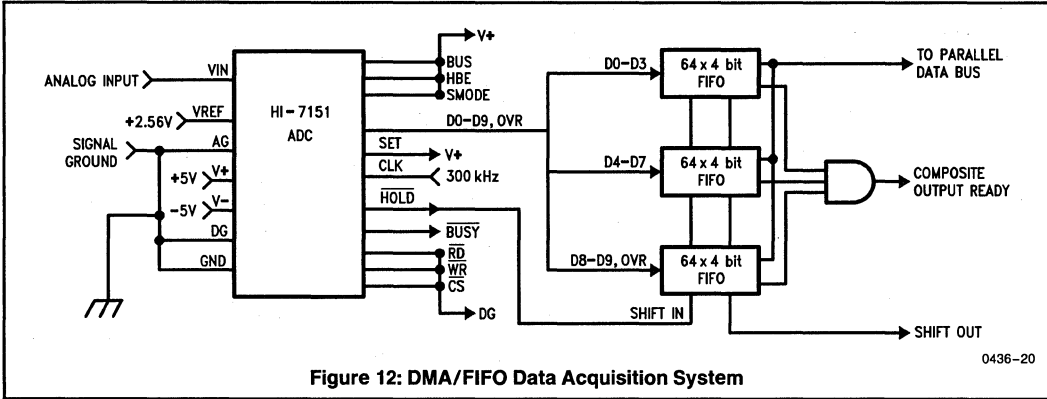 V+
BUS
HBE
SMODE
ANALOG INPUT
VIN
HI-7151
ADC
+2.56V
VREF
SIGNAL
GROUND
AG
+5V
V+
-5V
V-
DG
GND
D0-D9, OVR
SET
V+
CLK
300 kHz
HOLD
BUSY
RD
WR
CS
DG
D0-D3
64 x 4 bit
FIFO
D4-D7
64 x 4 bit
FIFO
D8-D9, OVR
64 x 4 bit
FIFO
SHIFT IN
TO PARALLEL
DATA BUS
COMPOSITE
OUTPUT READY
SHIFT OUT
0436-20
Figure 12: DMA/FIFO Data Acquisition System